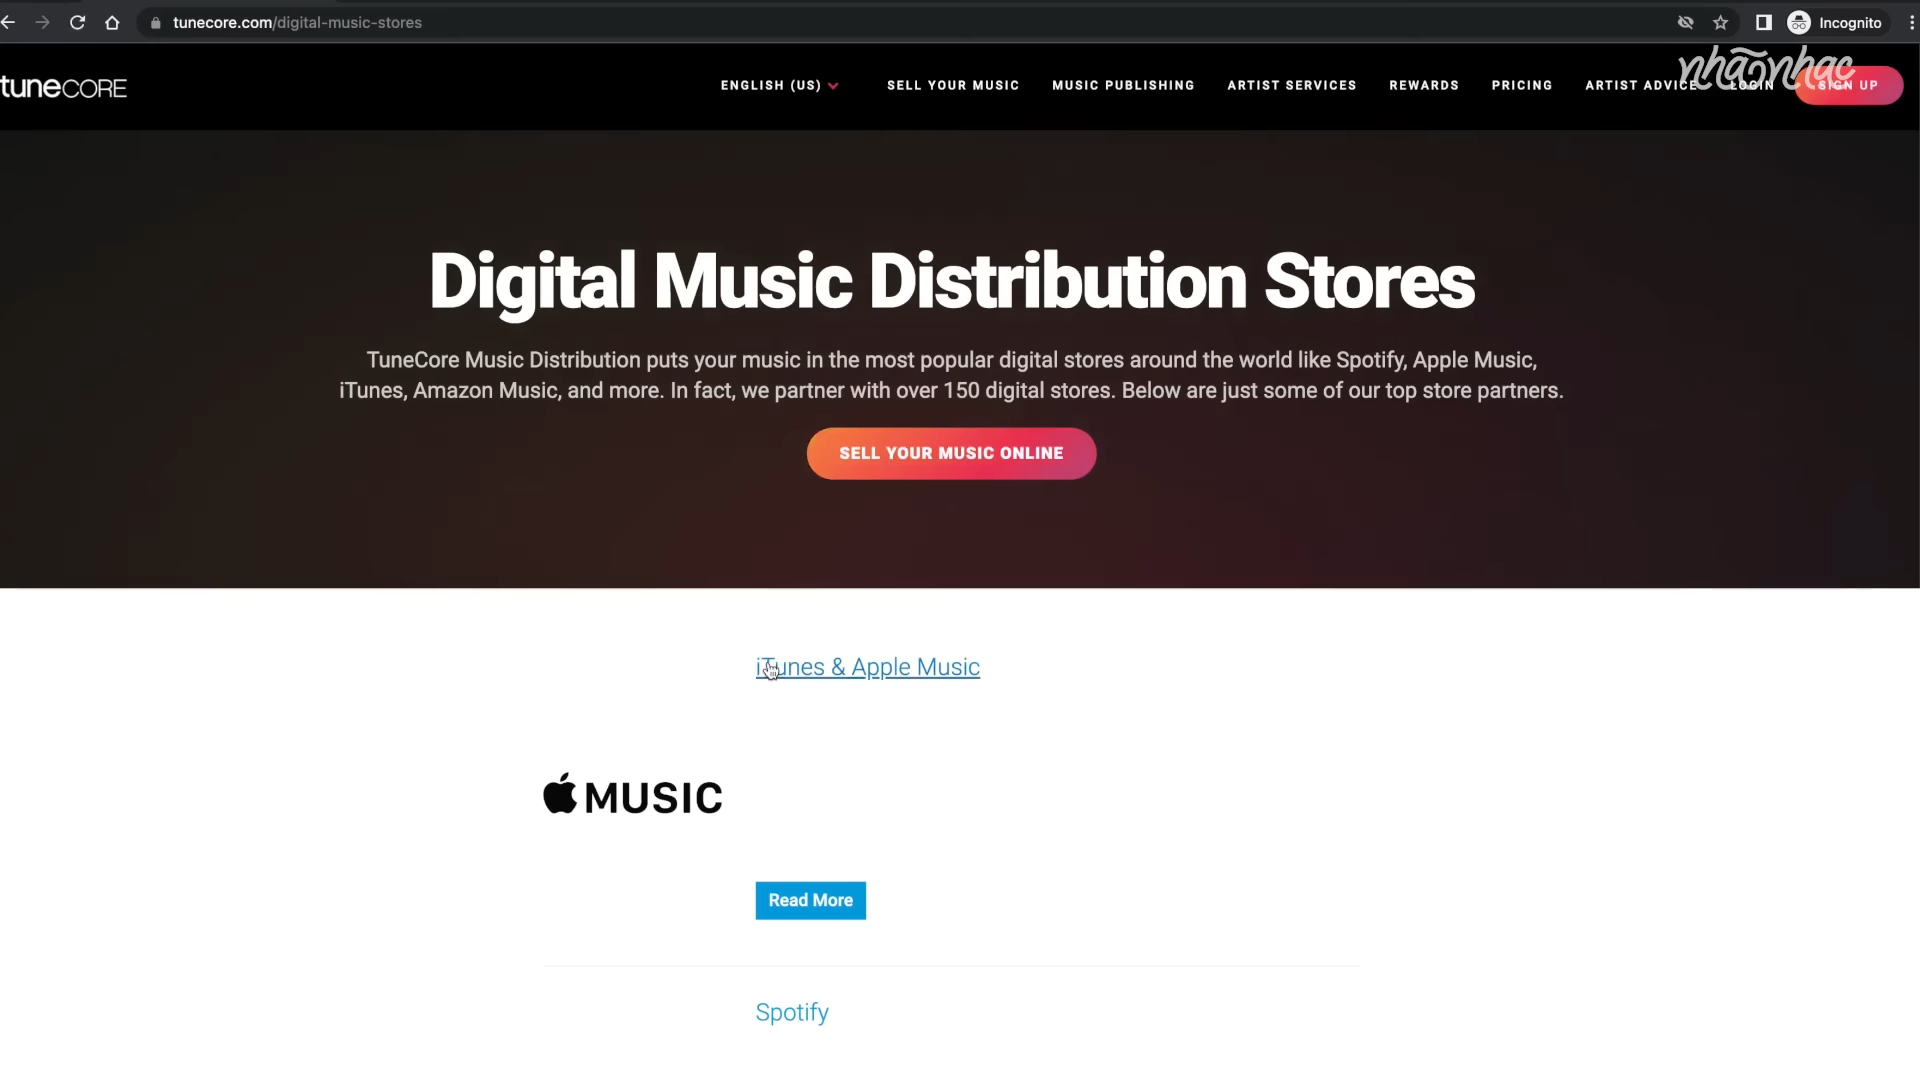 tunecore.com/digital-music-stores
Incognito
nhạc
tuneCORE
ENGLISH (US)
SELL YOUR MUSIC
MUSIC PUBLISHING
ARTIST SERVICES
REWARDS
PRICING
ARTIST ADVICE
LOGIN
SIGN UP
Digital Music Distribution Stores
TuneCore Music Distribution puts your music in the most popular digital stores around the world like Spotify, Apple Music,
iTunes, Amazon Music, and more. In fact, we partner with over 150 digital stores. Below are just some of our top store partners.
SELL YOUR MUSIC ONLINE
iTunes & Apple Music
MUSIC
Read More
Spotify